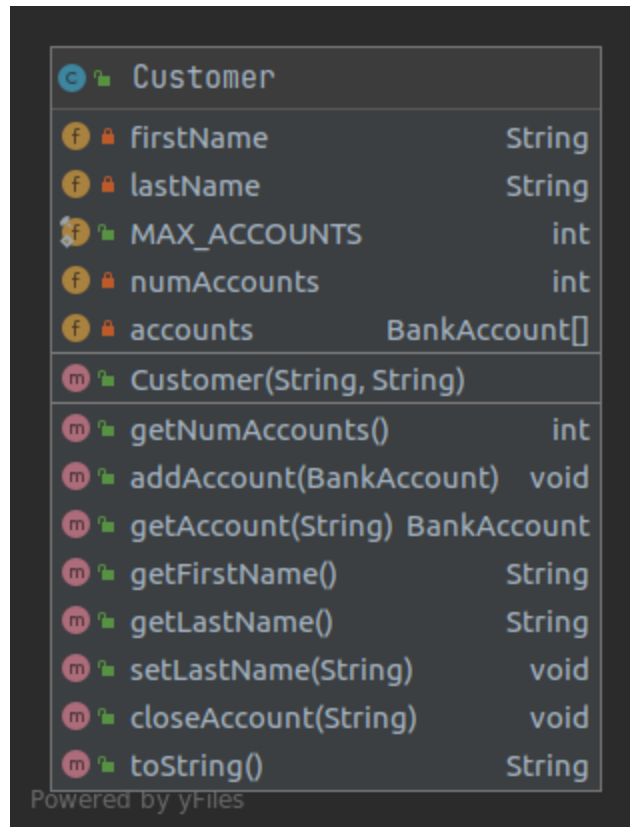 Customer
firstName String
lastName String
MAX_ACCOUNTS int
numAccounts int
accounts BankAccount[]
Customer(String, String)
getNumAccounts() int
addAccount(BankAccount) void
getAccount(String) BankAccount
getFirstName() String
getLastName() String
setLastName(String) void
closeAccount(String) void
toString() String
Powered by yFiles